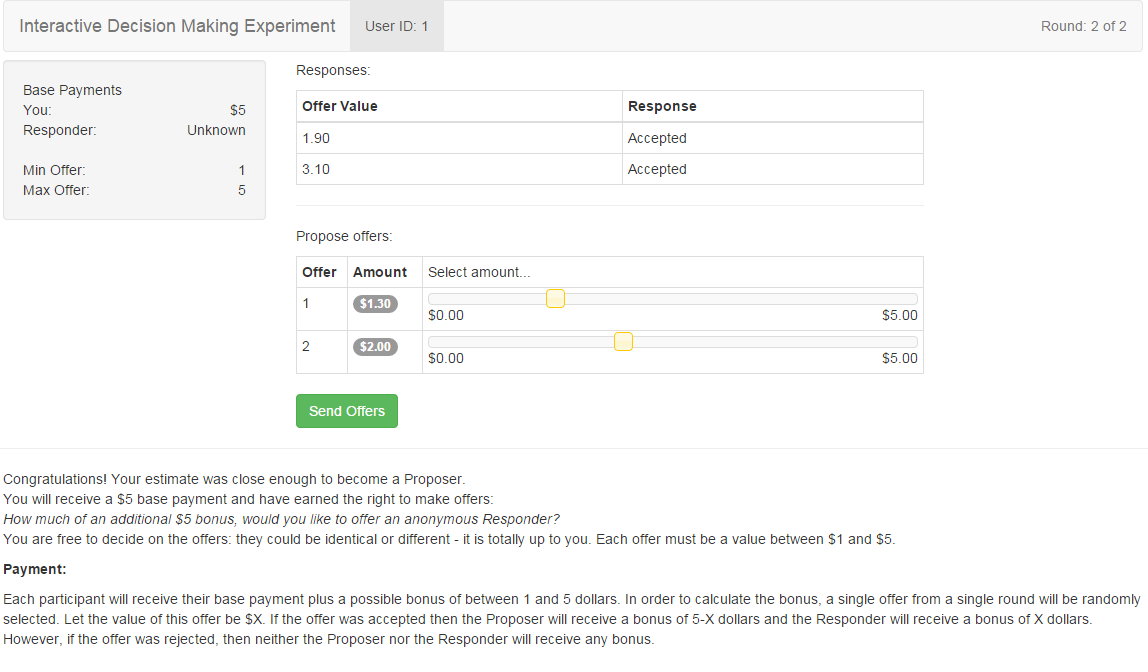 Interactive Decision Making Experiment User ID: 1 Round: 2 of 2
Base Payments
You: $5
Responder: Unknown
Min Offer: 1
Max Offer: 5
Responses:
Offer Value Response
1.90 Accepted
3.10 Accepted
Propose offers:
Offer Amount Select amount...
1 $1.30
$0.00 $5.00
2 $2.00
$0.00 $5.00
Send Offers
Congratulations! Your estimate was close enough to become a Proposer.
You will receive a $5 base payment and have earned the right to make offers:
How much of an additional $5 bonus, would you like to offer an anonymous Responder?
You are free to decide on the offers: they could be identical or different - it is totally up to you. Each offer must be a value between $1 and $5.
Payment:
Each participant will receive their base payment plus a possible bonus of between 1 and 5 dollars. In order to calculate the bonus, a single offer from a single round will be randomly
selected. Let the value of this offer be $X. If the offer was accepted then the Proposer will receive a bonus of 5-X dollars and the Responder will receive a bonus of X dollars.
However, if the offer was rejected, then neither the Proposer nor the Responder will receive any bonus.